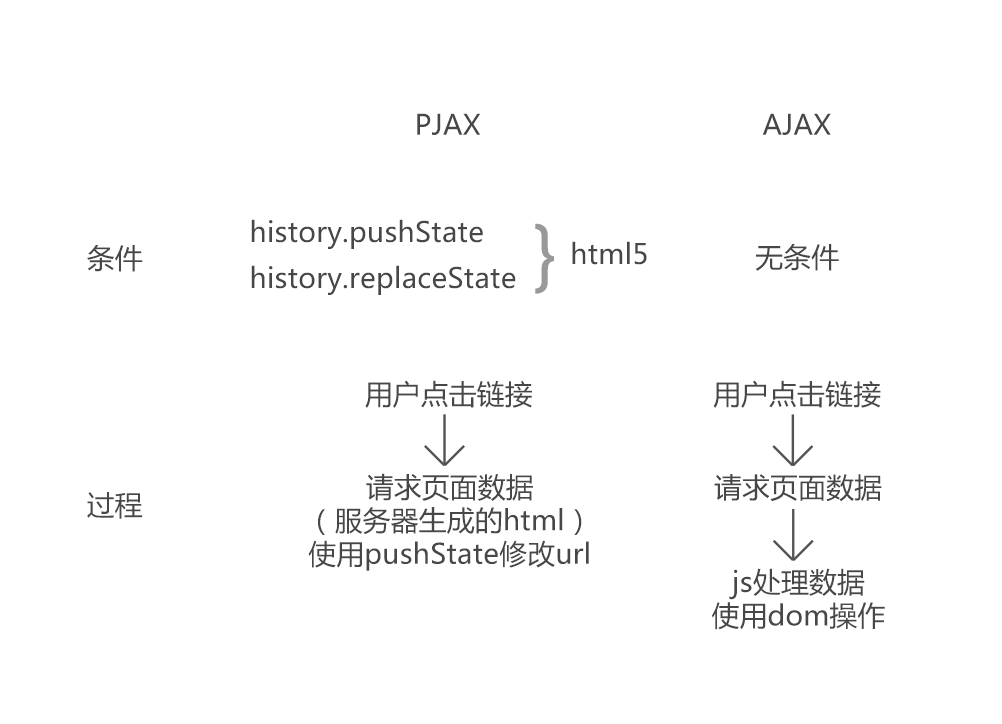 PJAX AJAX
条件
history.pushState
history.replaceState
} html5
无条件
过程
用户点击链接
请求页面数据
（服务器生成的html）
使用pushState修改url
用户点击链接
请求页面数据
js处理数据
使用dom操作